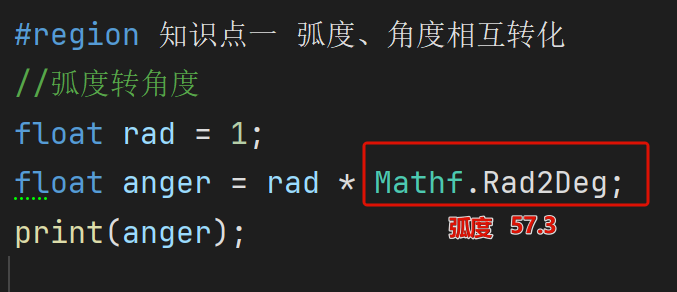 #region 知识点一 弧度、角度相互转化
//弧度转角度
float rad = 1;
float anger = rad * Mathf.Rad2Deg;
print(anger);
弧度 57.3